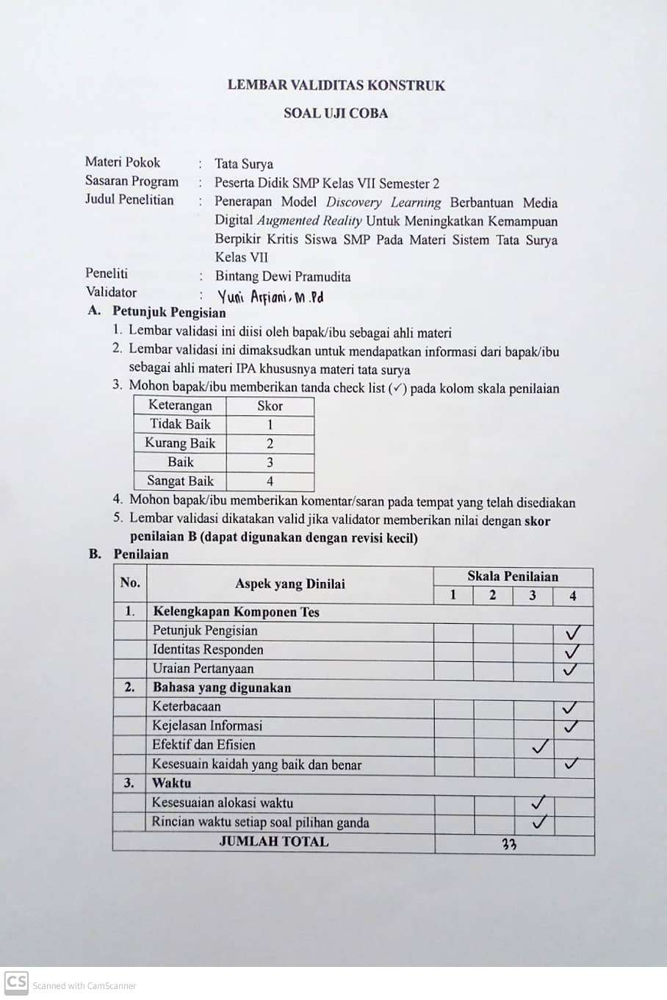 LEMBAR VALIDITAS KONSTRUK
SOAL UJI COBA
Materi Pokok : Tata Surya
Sasaran Program : Peserta Didik SMP Kelas VII Semester 2
Judul Penelitian : Penerapan Model Discovery Learning Berbantuan Media
Digital Augmented Reality Untuk Meningkatkan Kemampuan
Berpikir Kritis Siswa SMP Pada Materi Sistem Tata Surya
Kelas VII
Peneliti : Bintang Dewi Pramudita
Validator : Yuni Arfiani, M.Pd
A. Petunjuk Pengisian
1. Lembar validasi ini diisi oleh bapak/ibu sebagai ahli materi
2. Lembar validasi ini dimaksudkan untuk mendapatkan informasi dari bapak/ibu
sebagai ahli materi IPA khususnya materi tata surya
3. Mohon bapak/ibu memberikan tanda check list (✓) pada kolom skala penilaian
Keterangan Skor
Tidak Baik 1
Kurang Baik 2
Baik 3
Sangat Baik 4
4. Mohon bapak/ibu memberikan komentar/saran pada tempat yang telah disediakan
5. Lembar validasi dikatakan valid jika validator memberikan nilai dengan skor
penilaian B (dapat digunakan dengan revisi kecil)
B. Penilaian
No. Aspek yang Dinilai Skala Penilaian
1 2 3 4
1. Kelengkapan Komponen Tes
Petunjuk Pengisian ✓
Identitas Responden ✓
Uraian Pertanyaan ✓
2. Bahasa yang digunakan
Keterbacaan ✓
Kejelasan Informasi ✓
Efektif dan Efisien ✓
Kesesuain kaidah yang baik dan benar ✓
3. Waktu
Kesesuaian alokasi waktu ✓
Rincian waktu setiap soal pilihan ganda ✓
JUMLAH TOTAL 33
CS Scanned with CamScanner